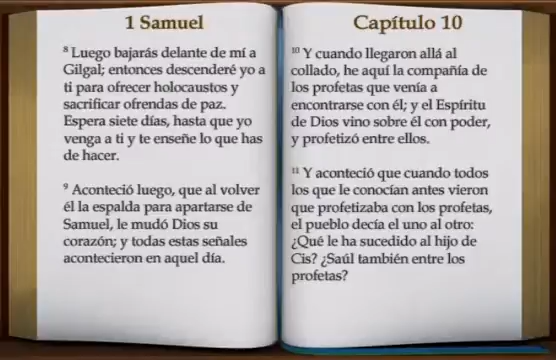 1 Samuel
⁸ Luego bajarás delante de mí a
Gilgal; entonces descenderé yo a
ti para ofrecer holocaustos y
sacrificar ofrendas de paz.
Espera siete días, hasta que yo
venga a ti y te enseñe lo que has
de hacer.
⁹ Aconteció luego, que al volver
él la espalda para apartarse de
Samuel, le mudó Dios su
corazón; y todas estas señales
acontecieron en aquel día.
Capítulo 10
¹⁰ Y cuando llegaron allá al
collado, he aquí la compañía de
los profetas que venía a
encontrarse con él; y el Espíritu
de Dios vino sobre él con poder,
y profetizó entre ellos.
¹¹ Y aconteció que cuando todos
los que le conocían antes vieron
que profetizaba con los profetas,
el pueblo decía el uno al otro:
¿Qué le ha sucedido al hijo de
Cis? ¿Saúl también entre los
profetas?